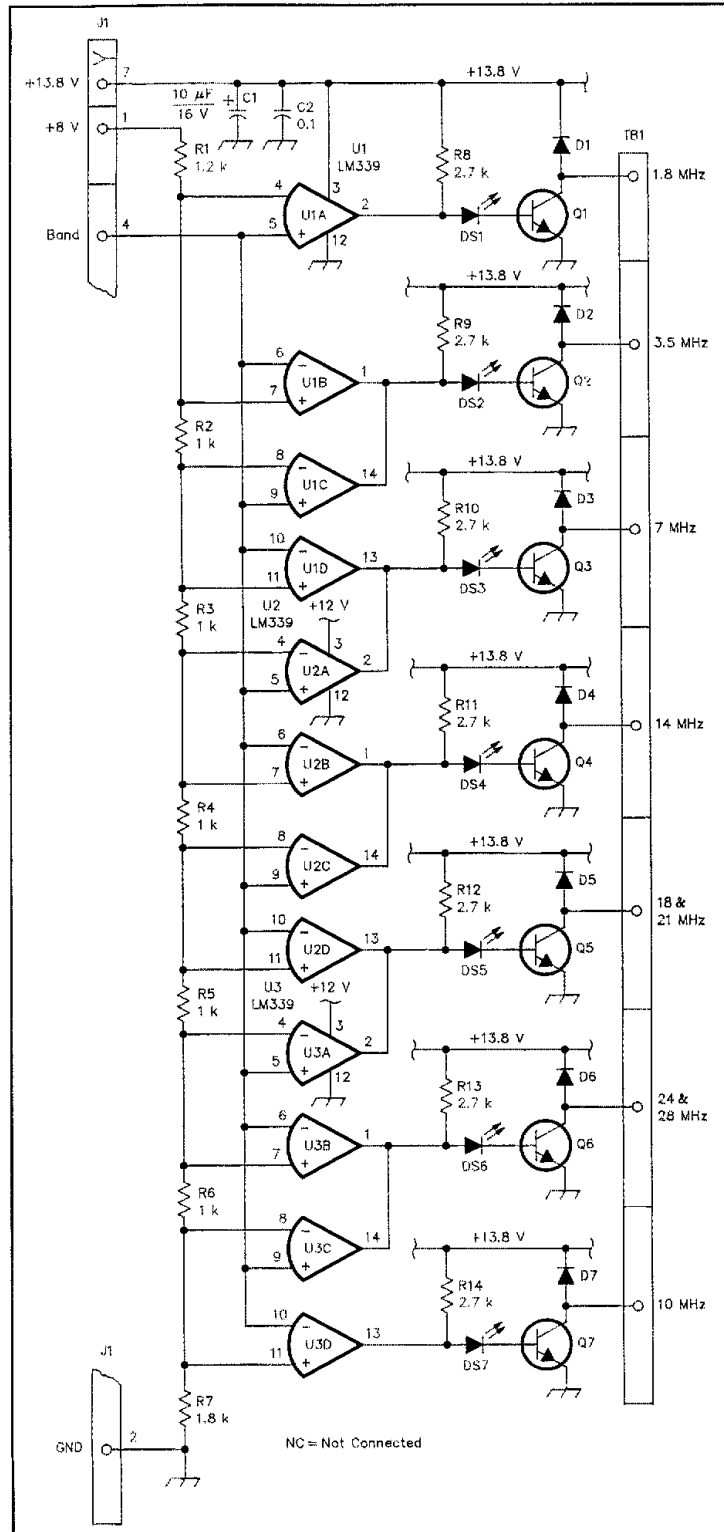 J1
+13.8 V
7
+8 V
1
Band
4
R1
1.2 k
10 µF
16 V
+
C1
C2
0.1
U1
LM339
4
−
5
+
U1A
3
12
2
+13.8 V
R8
2.7 k
DS1
D1
Q1
TB1
1.8 MHz
6
−
7
+
U1B
1
R2
1 k
+13.8 V
R9
2.7 k
DS2
D2
Q2
3.5 MHz
8
−
9
+
U1C
14
10
−
11
+
U1D
13
R3
1 k
+13.8 V
R10
2.7 k
DS3
D3
Q3
7 MHz
U2
LM339
+12 V
4
−
5
+
U2A
3
12
2
6
−
7
+
U2B
1
R4
1 k
+13.8 V
R11
2.7 k
DS4
D4
Q4
14 MHz
8
−
9
+
U2C
14
10
−
11
+
U2D
13
R5
1 k
+13.8 V
R12
2.7 k
DS5
D5
Q5
18 &
21 MHz
U3
LM339
+12 V
4
−
5
+
U3A
3
12
2
6
−
7
+
U3B
1
R6
1 k
+13.8 V
R13
2.7 k
DS6
D6
Q6
24 &
28 MHz
8
−
9
+
U3C
14
10
−
11
+
U3D
13
+13.8 V
R14
2.7 k
DS7
D7
Q7
10 MHz
R7
1.8 k
J1
GND
2
NC = Not Connected